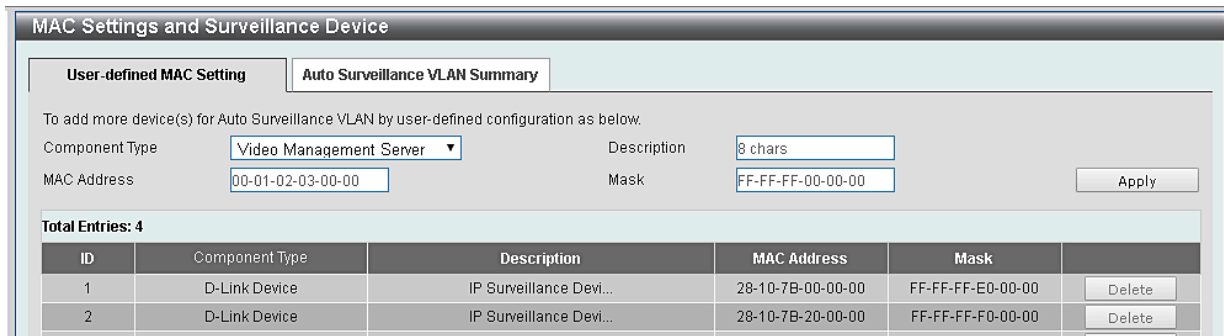 MAC Settings and Surveillance Device
User-defined MAC Setting Auto Surveillance VLAN Summary
To add more device(s) for Auto Surveillance VLAN by user-defined configuration as below.
Component Type Video Management Server Description 8 chars
MAC Address 00-01-02-03-00-00 Mask FF-FF-FF-00-00-00 Apply
Total Entries: 4
ID Component Type Description MAC Address Mask
1 D-Link Device IP Surveillance Devi... 28-10-7B-00-00-00 FF-FF-FF-E0-00-00 Delete
2 D-Link Device IP Surveillance Devi... 28-10-7B-20-00-00 FF-FF-FF-F0-00-00 Delete